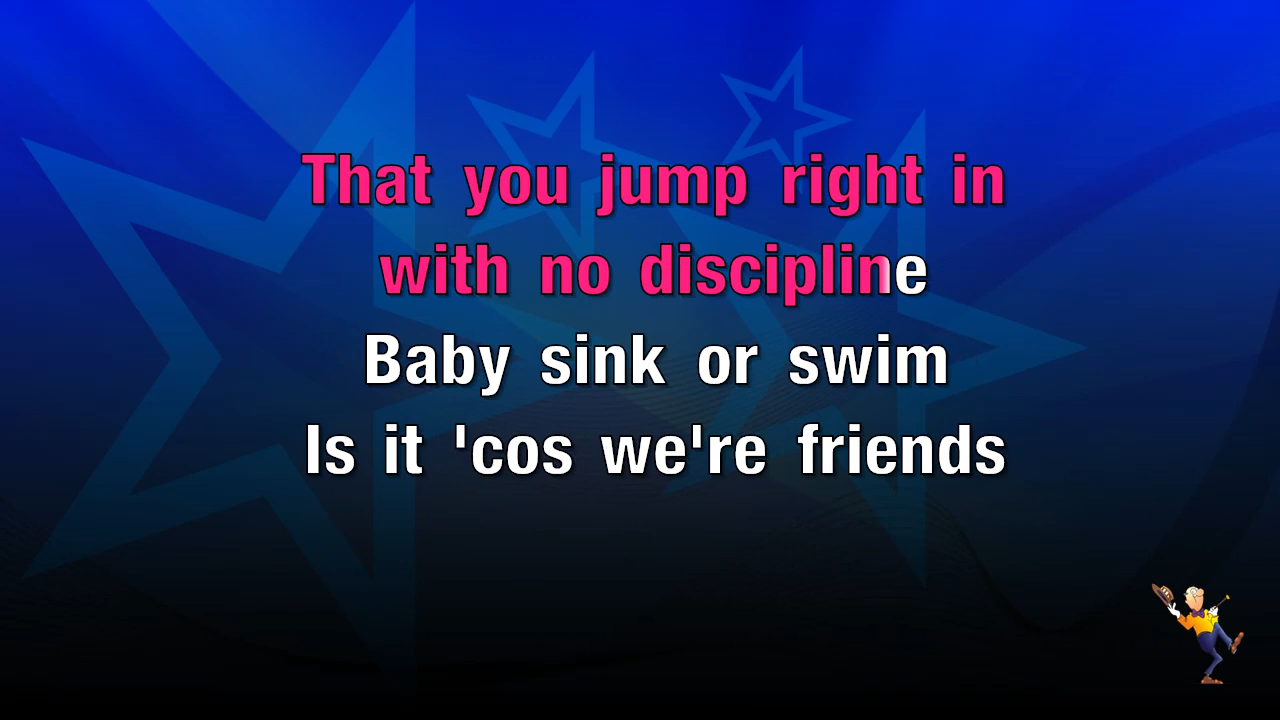 That you jump right in
with no discipline
Baby sink or swim
Is it 'cos we're friends